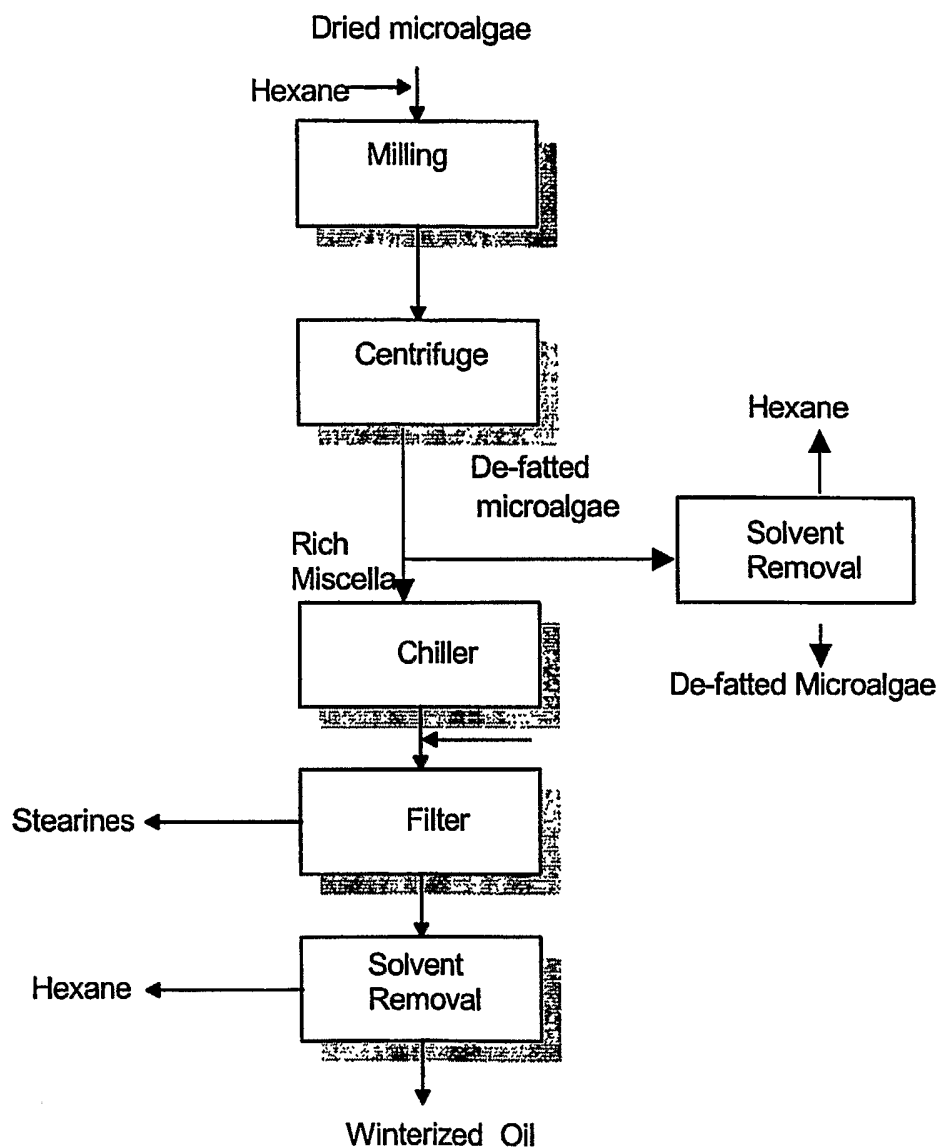 Dried microalgae
Hexane
Milling
Centrifuge
Hexane
De-fatted
microalgae
Solvent
Removal
Rich
Miscella
Chiller
De-fatted Microalgae
Stearines
Filter
Solvent
Removal
Hexane
Winterized Oil